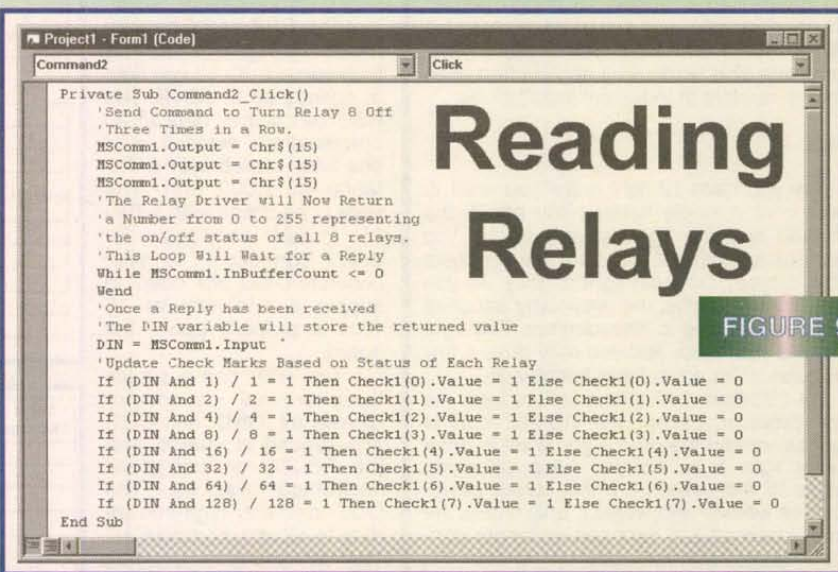 Project1 - Form1 (Code)
Command2
Click
Private Sub Command2_Click()
'Send Command to Turn Relay 8 Off
'Three Times in a Row.
MSComm1.Output = Chr$(15)
MSComm1.Output = Chr$(15)
MSComm1.Output = Chr$(15)
'The Relay Driver will Now Return
'a Number from 0 to 255 representing
'the on/off status of all 8 relays.
'This Loop Will Wait for a Reply
While MSComm1.InBufferCount <= 0
Wend
'Once a Reply has been received
'The DIN variable will store the returned value
DIN = MSComm1.Input
'Update Check Marks Based on Status of Each Relay
If (DIN And 1) / 1 = 1 Then Check1(0).Value = 1 Else Check1(0).Value = 0
If (DIN And 2) / 2 = 1 Then Check1(1).Value = 1 Else Check1(1).Value = 0
If (DIN And 4) / 4 = 1 Then Check1(2).Value = 1 Else Check1(2).Value = 0
If (DIN And 8) / 8 = 1 Then Check1(3).Value = 1 Else Check1(3).Value = 0
If (DIN And 16) / 16 = 1 Then Check1(4).Value = 1 Else Check1(4).Value = 0
If (DIN And 32) / 32 = 1 Then Check1(5).Value = 1 Else Check1(5).Value = 0
If (DIN And 64) / 64 = 1 Then Check1(6).Value = 1 Else Check1(6).Value = 0
If (DIN And 128) / 128 = 1 Then Check1(7).Value = 1 Else Check1(7).Value = 0
End Sub
Reading
Relays
FIGURE